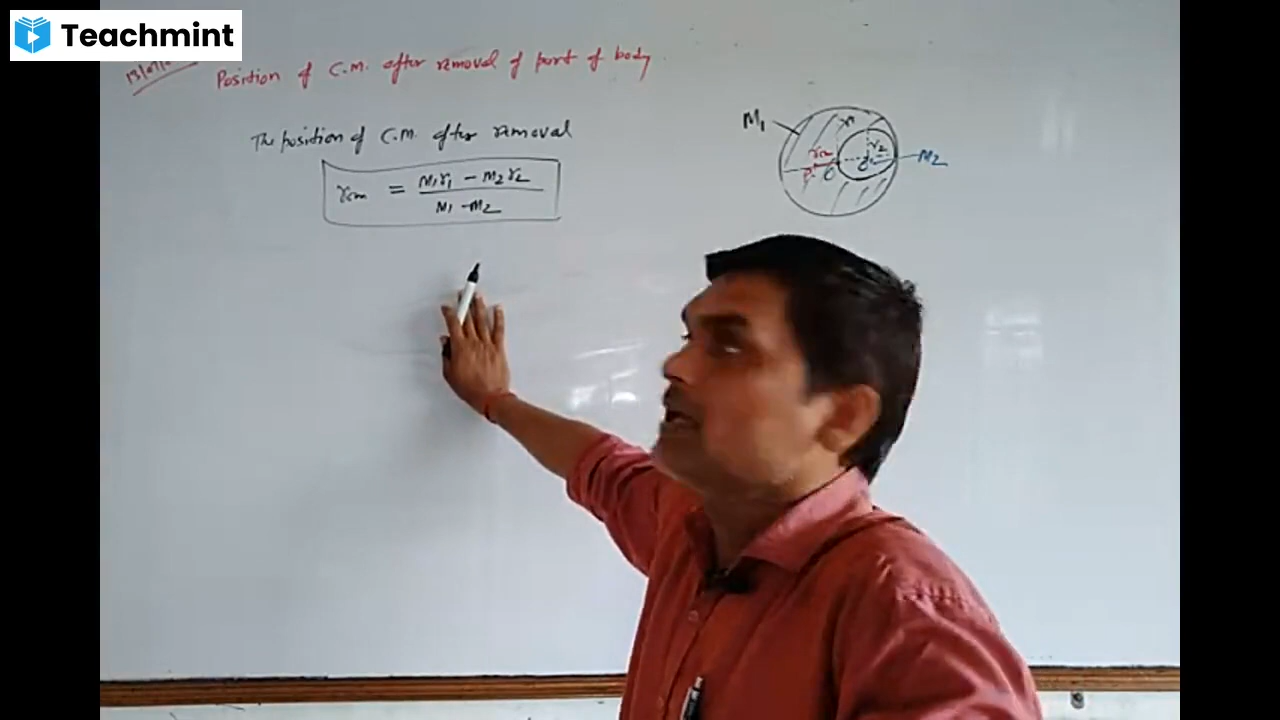 Teachmint
Position of C.M. after removal of part of body
The position of C.M. after removal
rcm = M1r1 - M2r2 / M1 - M2
M1
M2
r2
O